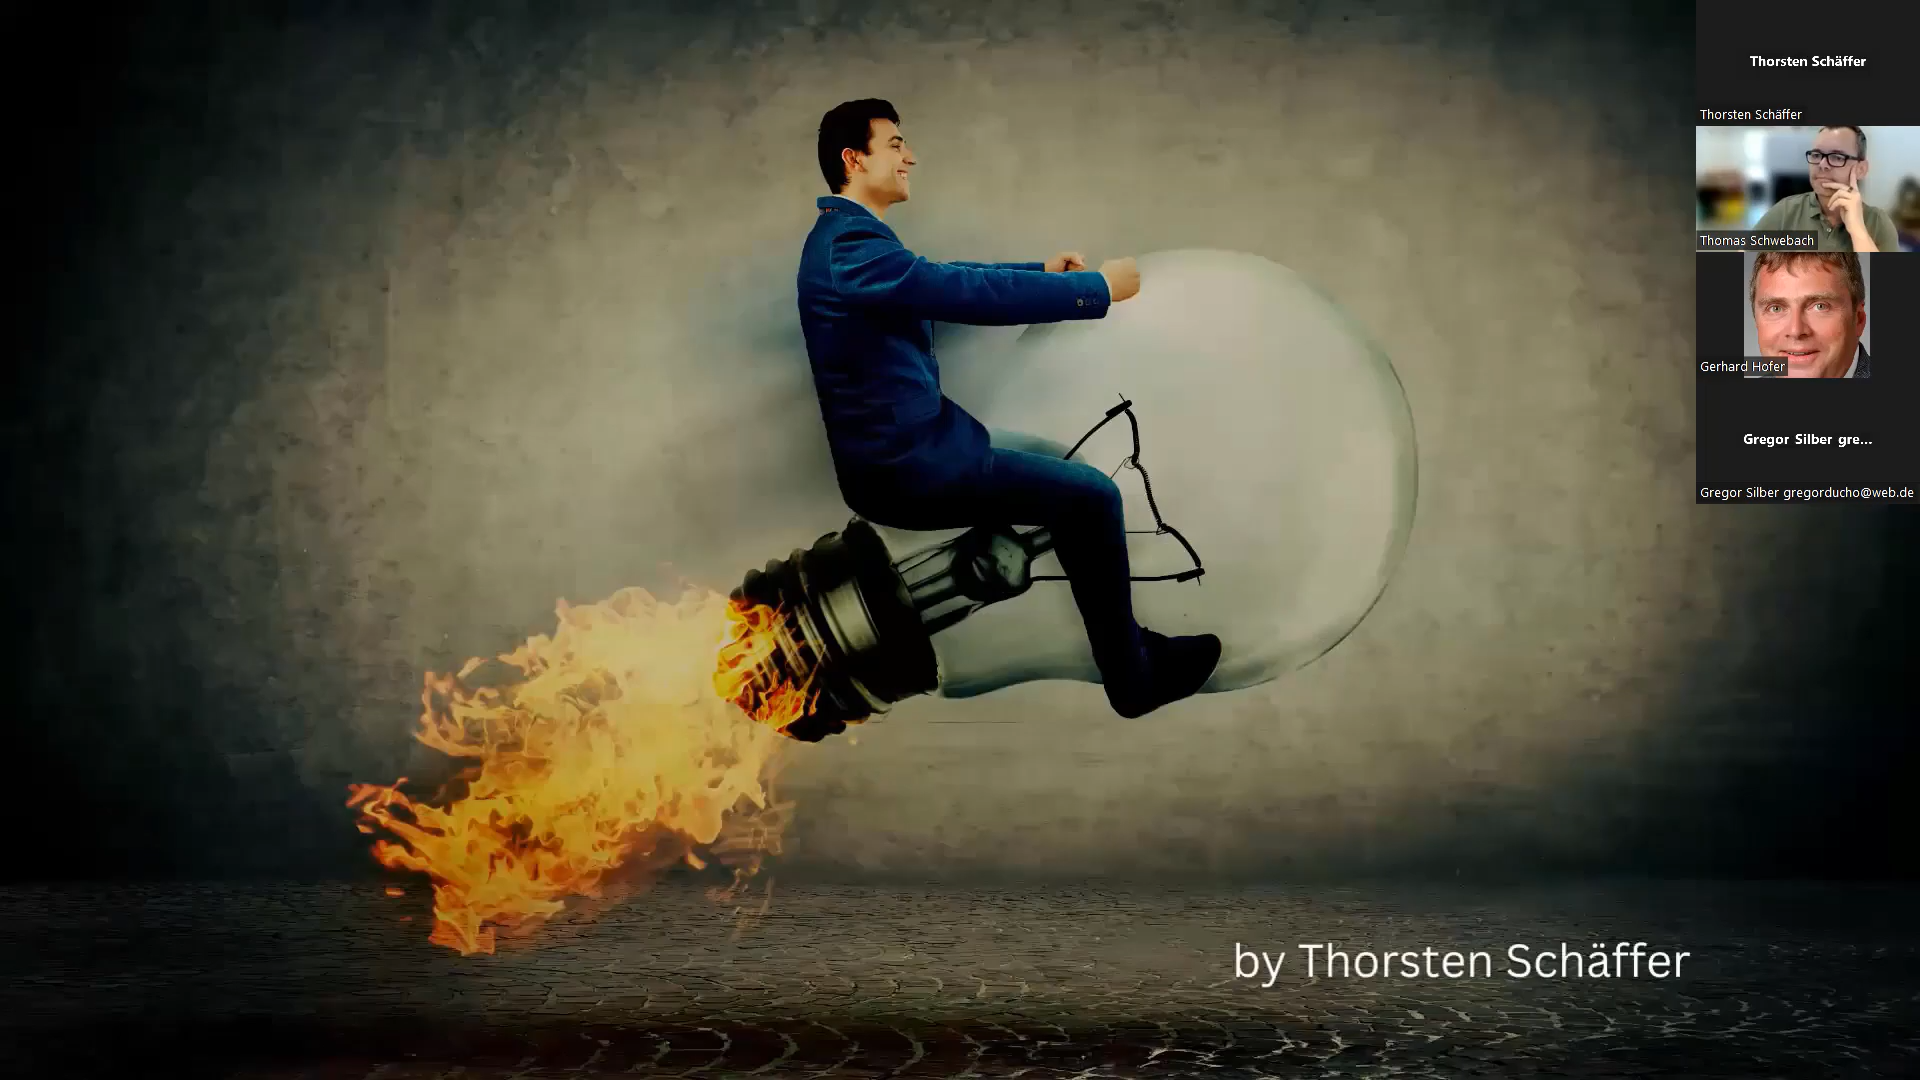 Thorsten Schäffer
Thorsten Schäffer
Thomas Schwebach
Gerhard Hofer
Gregor Silber gre...
Gregor Silber gregorducho@web.de
by Thorsten Schäffer